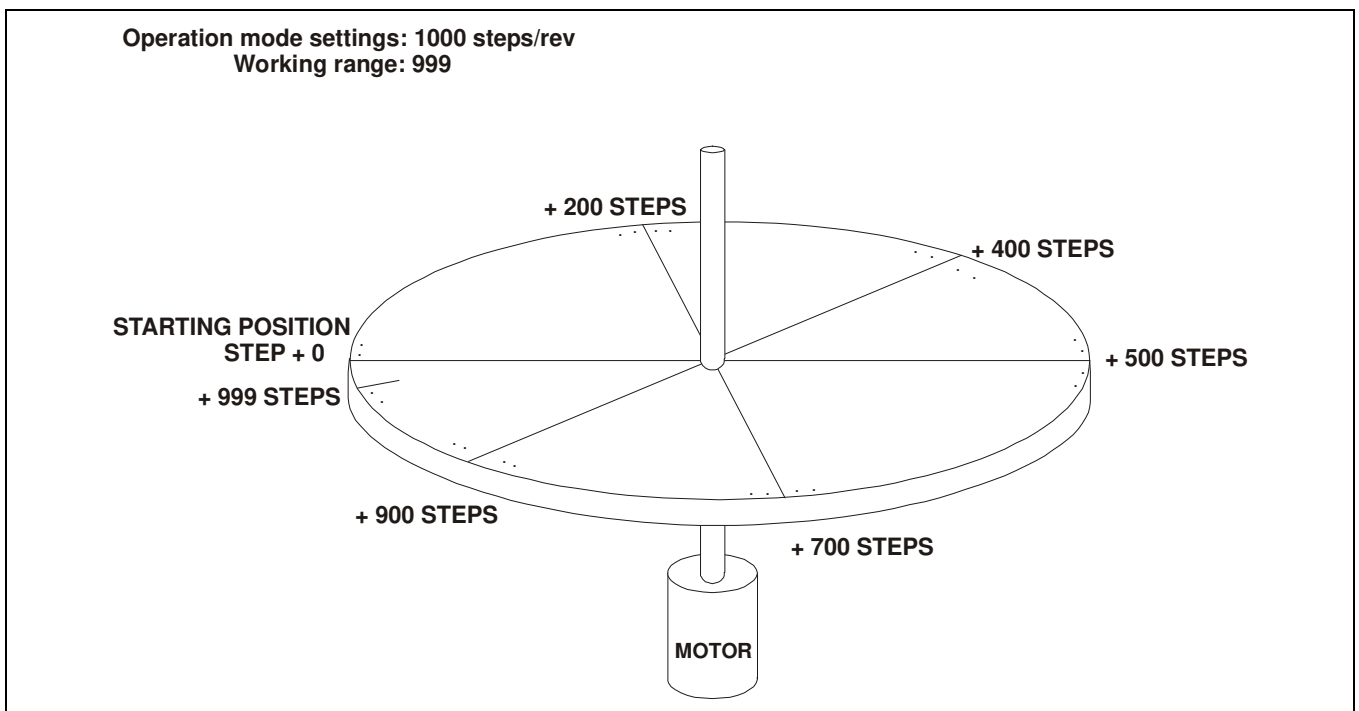 Operation mode settings: 1000 steps/rev
Working range: 999
+ 200 STEPS
+ 400 STEPS
STARTING POSITION
STEP + 0
+ 500 STEPS
+ 999 STEPS
+ 900 STEPS
+ 700 STEPS
MOTOR